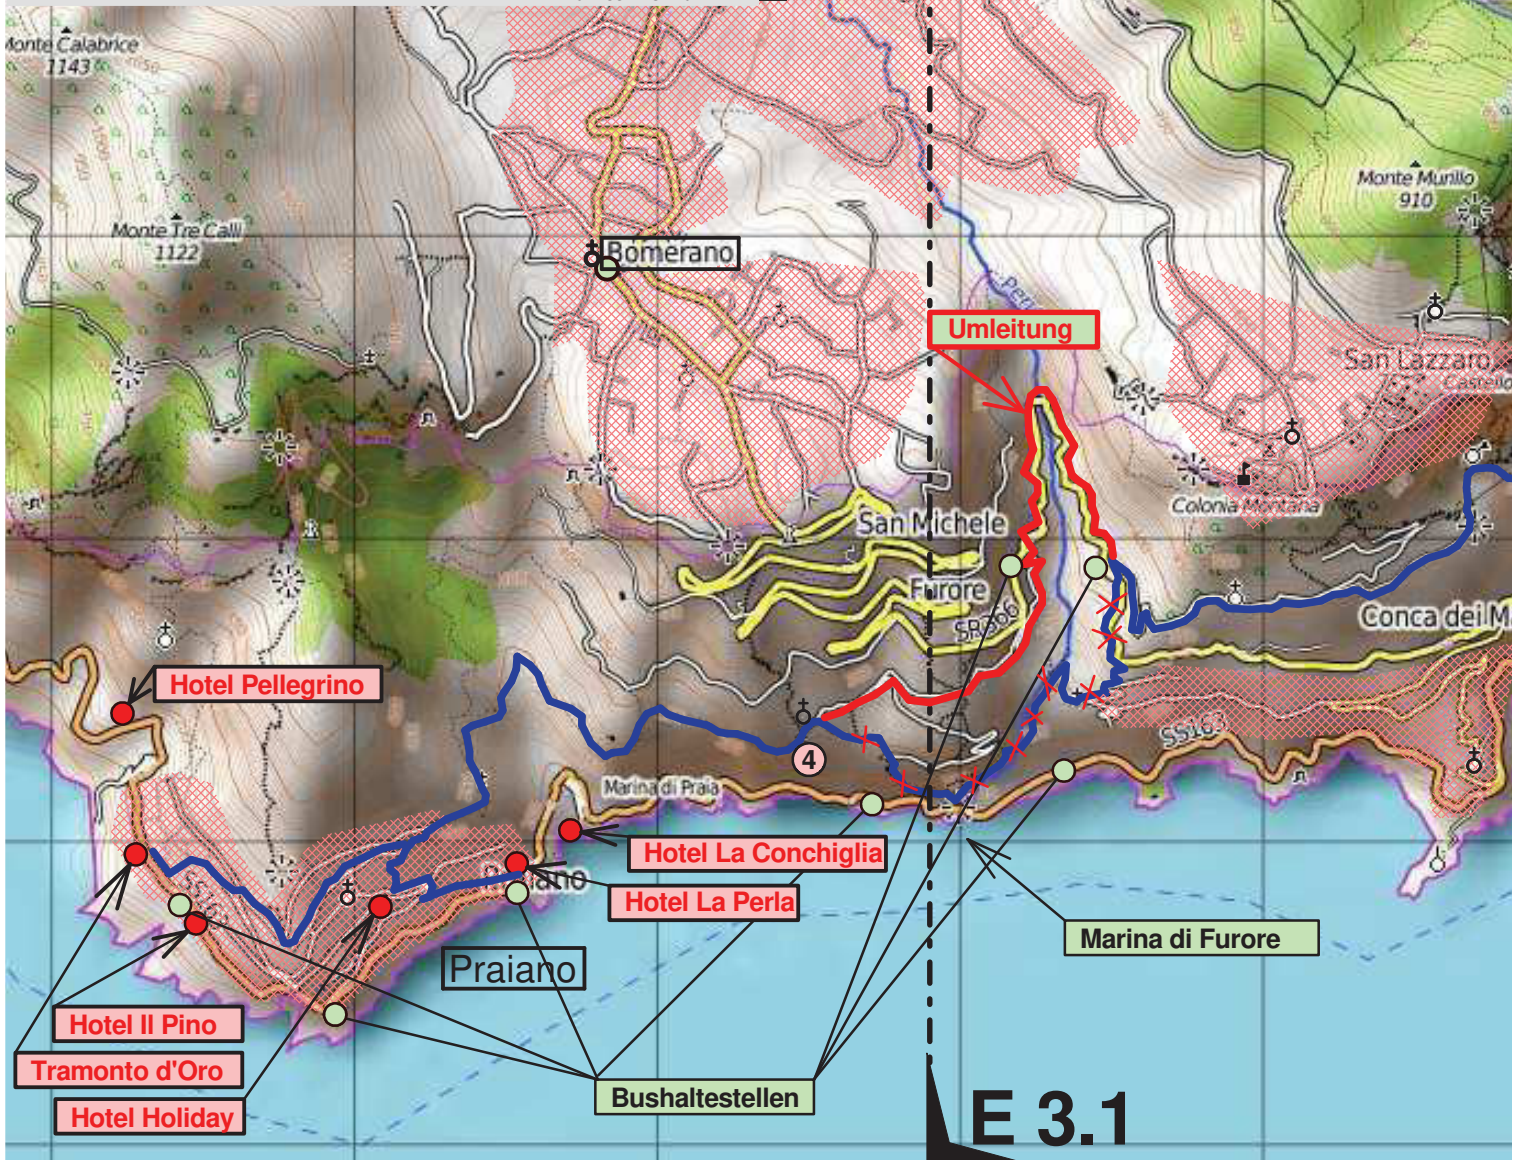 Monte Calabrice
1143
Monte Murillo
910
Monte Tre Calli
1122
Bomerano
Umleitung
San Lazzaro
Colonia Montana
San Michele
Furore
Conca dei M
Hotel Pellegrino
SS163
4
Marina di Praia
Hotel La Conchiglia
Hotel La Perla
Marina di Furore
Praiano
Hotel Il Pino
Tramonto d'Oro
Hotel Holiday
Bushaltestellen
E 3.1